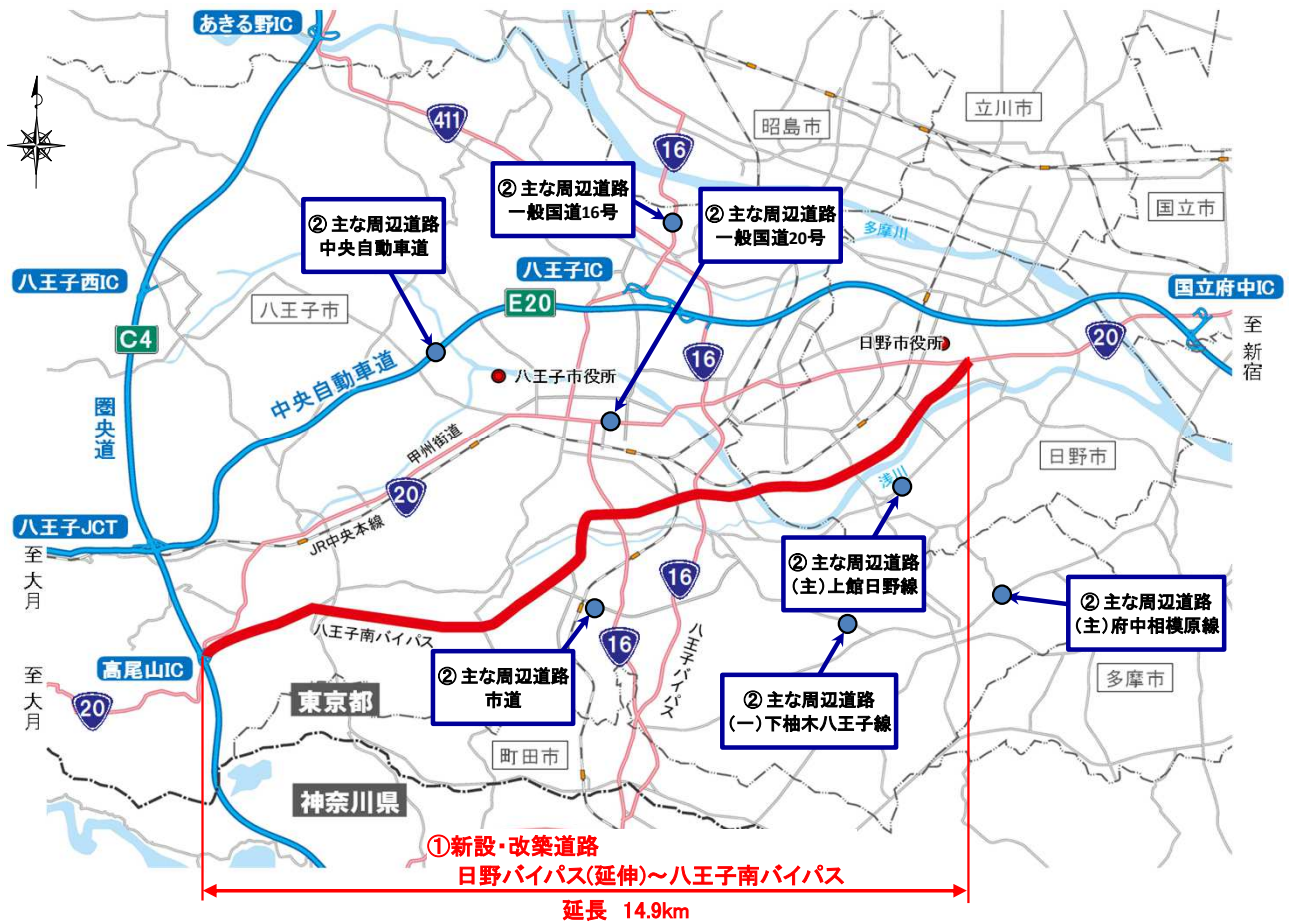 あきる野IC
411
16
昭島市
立川市
国立市
② 主な周辺道路
一般国道16号
② 主な周辺道路
一般国道20号
② 主な周辺道路
中央自動車道
多摩川
八王子西IC
八王子市
八王子IC
国立府中IC
E20
C4
至 新宿
20
日野市役所
16
中央自動車道
八王子市役所
圏央道
甲州街道
日野市
浅川
20
八王子JCT
JR中央本線
至 大月
② 主な周辺道路
(主)上館日野線
16
② 主な周辺道路
(主)府中相模原線
八王子南バイパス
16
八王子バイパス
高尾山IC
② 主な周辺道路
市道
② 主な周辺道路
(一)下柚木八王子線
多摩市
至 大月
20
東京都
町田市
神奈川県
①新設・改築道路
日野バイパス(延伸)~八王子南バイパス
延長 14.9km